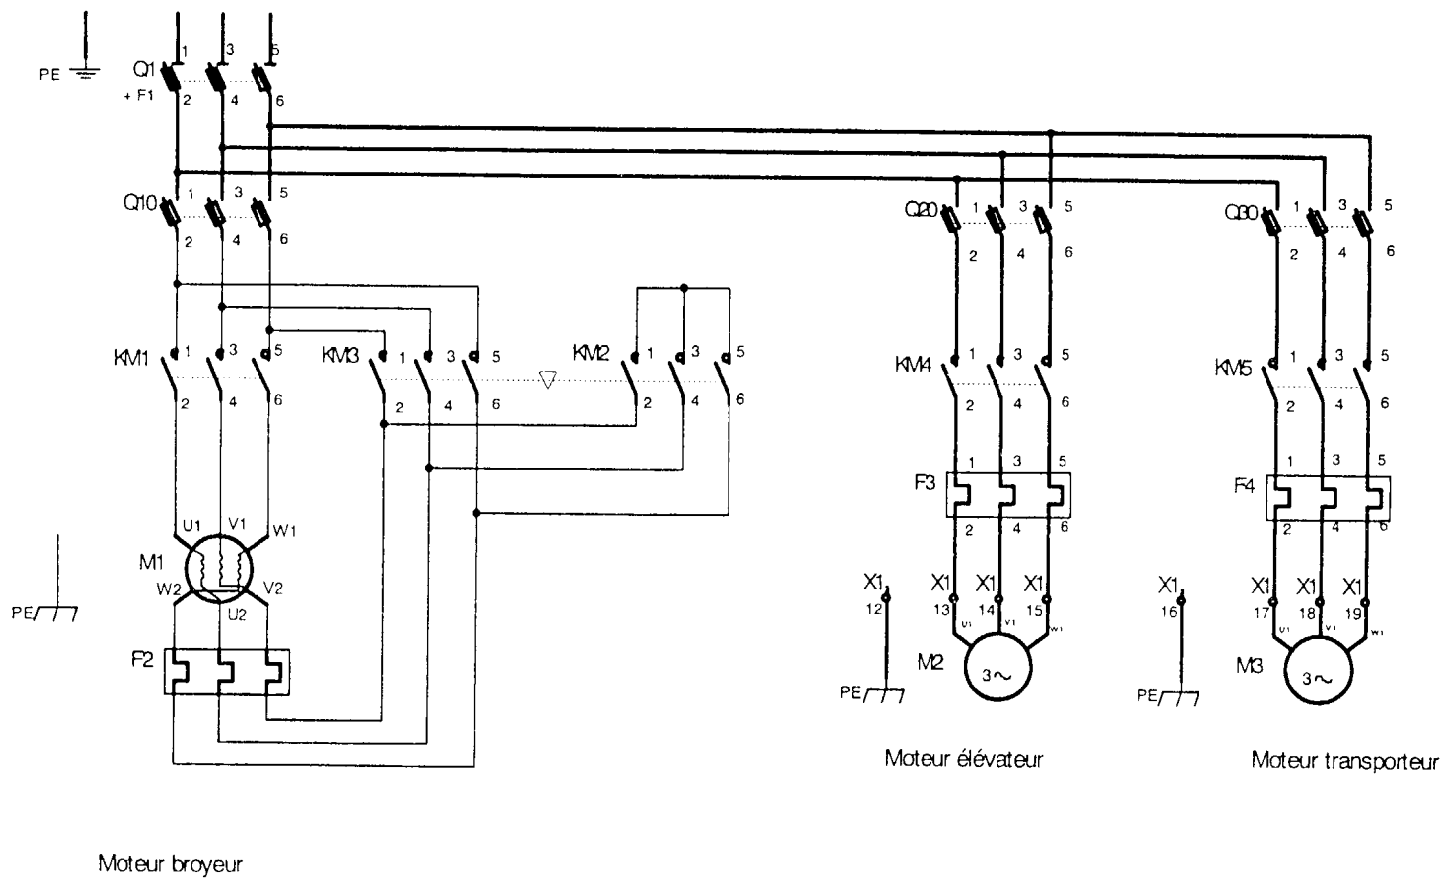 1 3 5
PE Q1
+ F1 2 4 6
Q10 1 3 5
2 4 6
Q20 1 3 5
2 4 6
Q30 1 3 5
2 4 6
KM1 1 3 5
2 4 6
KM3 1 3 5
2 4 6
KM2 1 3 5
2 4 6
KM4 1 3 5
2 4 6
KM5 1 3 5
2 4 6
F3 1 3 5
2 4 6
F4 1 3 5
2 4 6
U1 V1 W1
M1
W2 V2
U2
PE
F2
X1 X1 X1 X1
12 13 14 15
U1 V1 W1
M2
3~
PE
X1 X1 X1 X1
16 17 18 19
U1 V1 W1
M3
3~
PE
Moteur élévateur
Moteur transporteur
Moteur broyeur